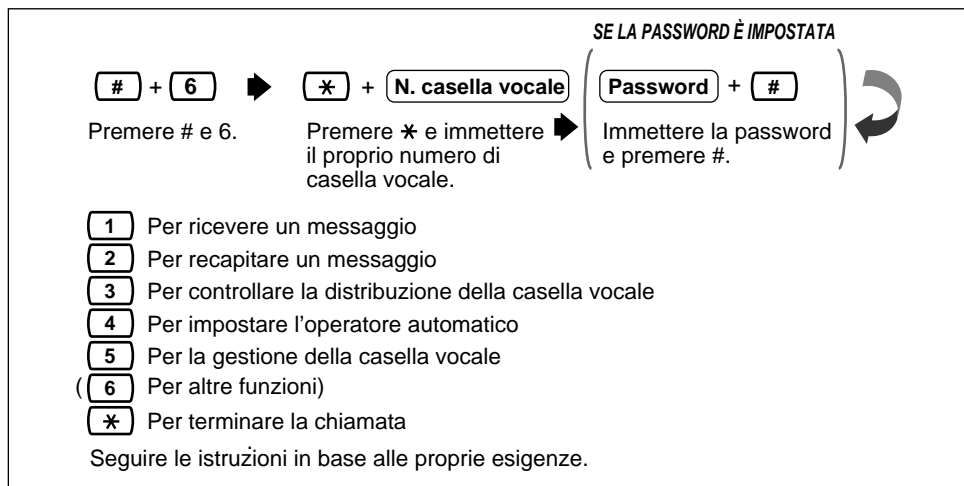 SE LA PASSWORD È IMPOSTATA
# + 6 * + N. casella vocale Password + #
Premere # e 6. Premere * e immettere Immettere la password
il proprio numero di e premere #.
casella vocale.
1 Per ricevere un messaggio
2 Per recapitare un messaggio
3 Per controllare la distribuzione della casella vocale
4 Per impostare l'operatore automatico
5 Per la gestione della casella vocale
( 6 Per altre funzioni)
* Per terminare la chiamata
Seguire le istruzioni in base alle proprie esigenze.